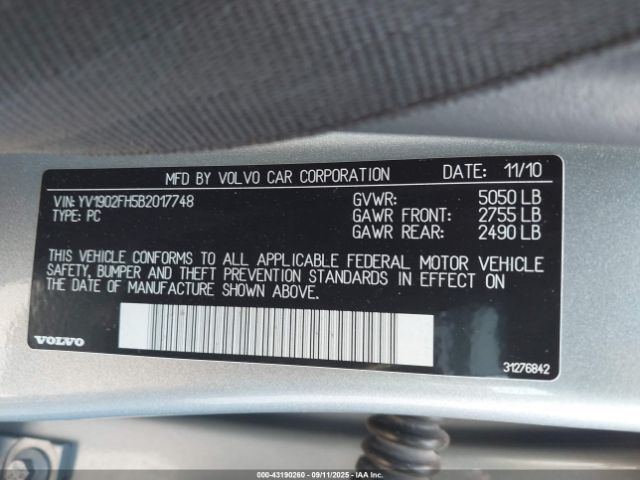 MFD BY VOLVO CAR CORPORATION DATE: 11/10
VIN: YV1902FH5B2017748 GVWR: 5050 LB
TYPE: PC GAWR FRONT: 2755 LB
GAWR REAR: 2490 LB
THIS VEHICLE CONFORMS TO ALL APPLICABLE FEDERAL MOTOR VEHICLE
SAFETY, BUMPER AND THEFT PREVENTION STANDARDS IN EFFECT ON
THE DATE OF MANUFACTURE SHOWN ABOVE.
VOLVO 31276842
000-43190260 - 09/11/2025 - IAA Inc.